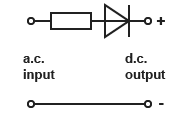 +
a.c. d.c.
input output
-